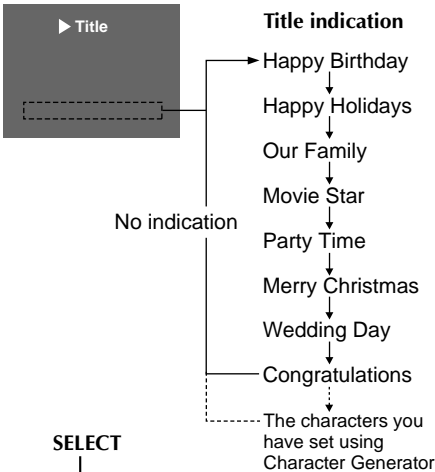 ▶ Title
Title indication
Happy Birthday
Happy Holidays
Our Family
Movie Star
No indication
Party Time
Merry Christmas
Wedding Day
Congratulations
The characters you
have set using
Character Generator
SELECT